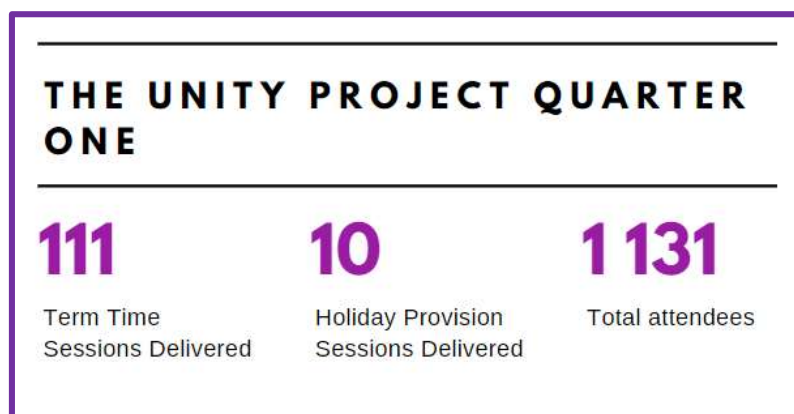 THE UNITY PROJECT QUARTER
ONE
111
Term Time
Sessions Delivered
10
Holiday Provision
Sessions Delivered
1 131
Total attendees